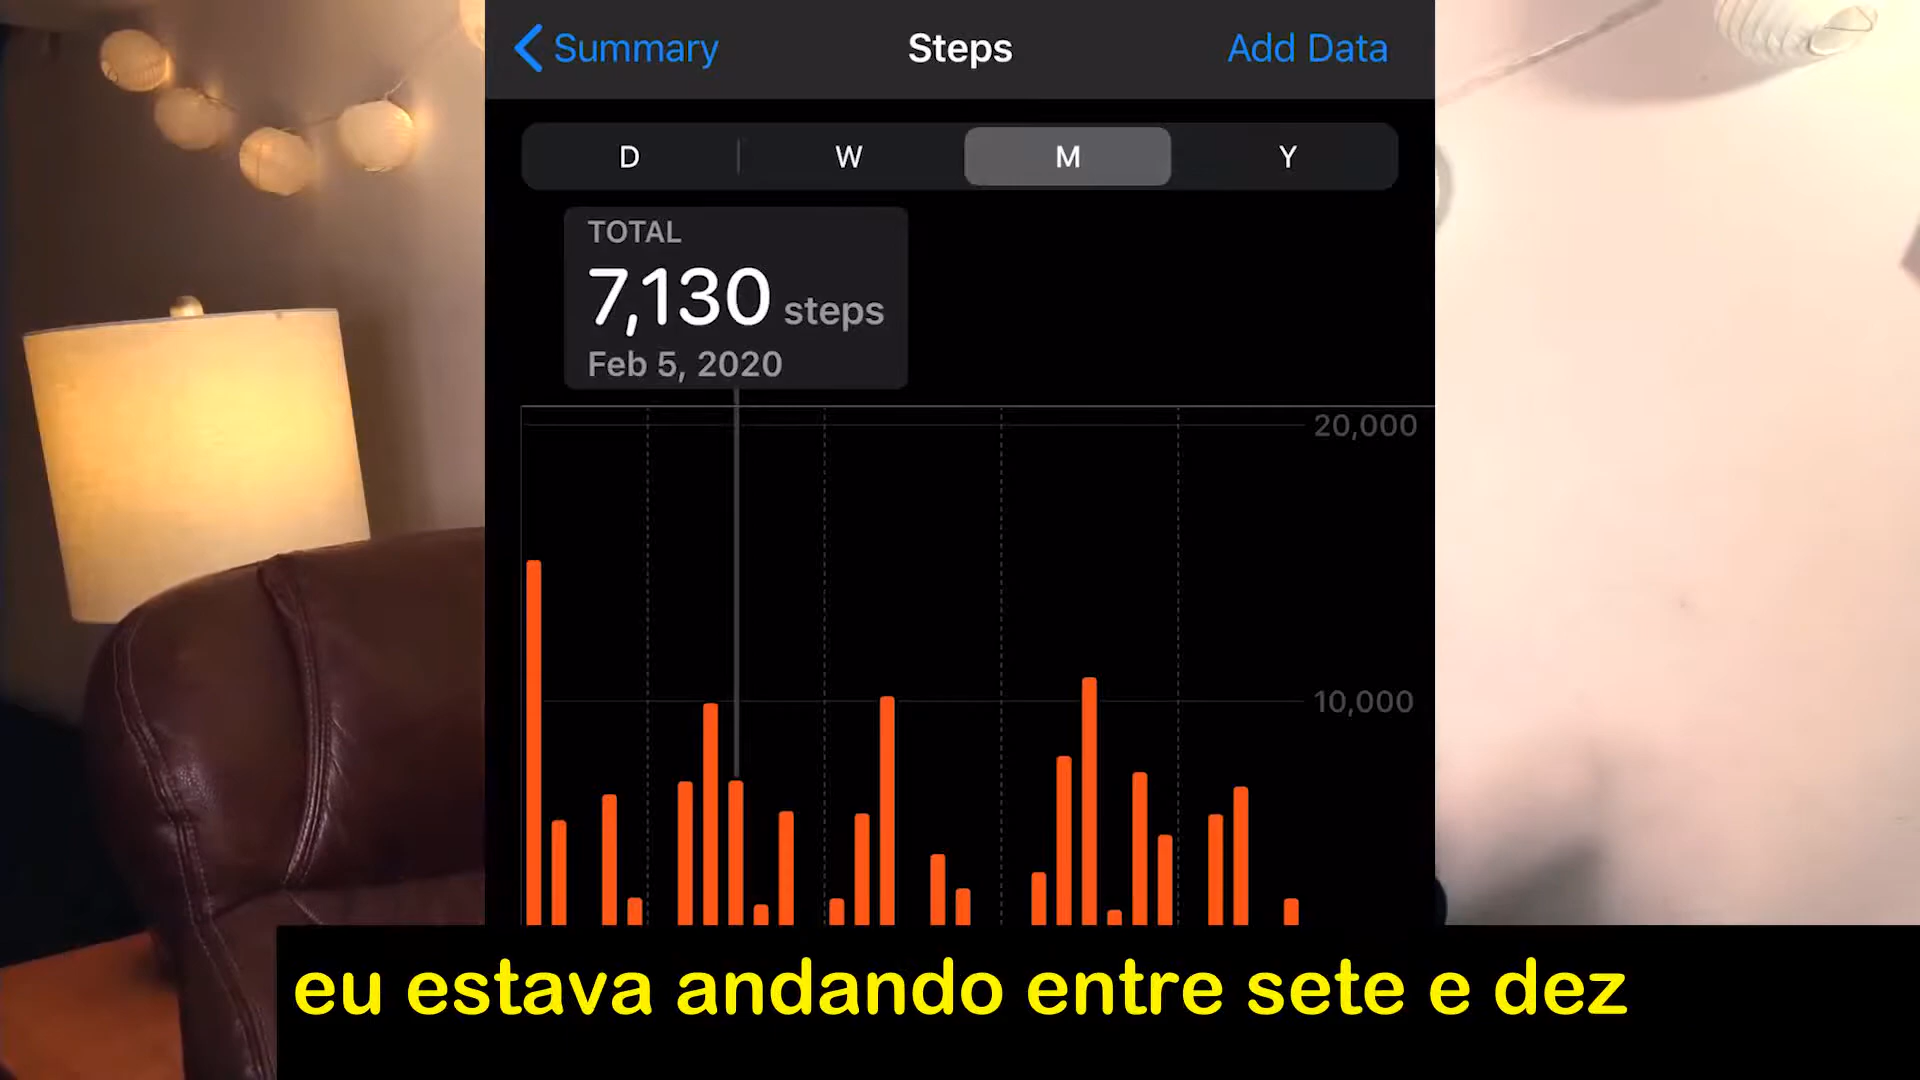 Summary Steps Add Data
D W M Y
TOTAL
7,130 steps
Feb 5, 2020
20,000
10,000
eu estava andando entre sete e dez